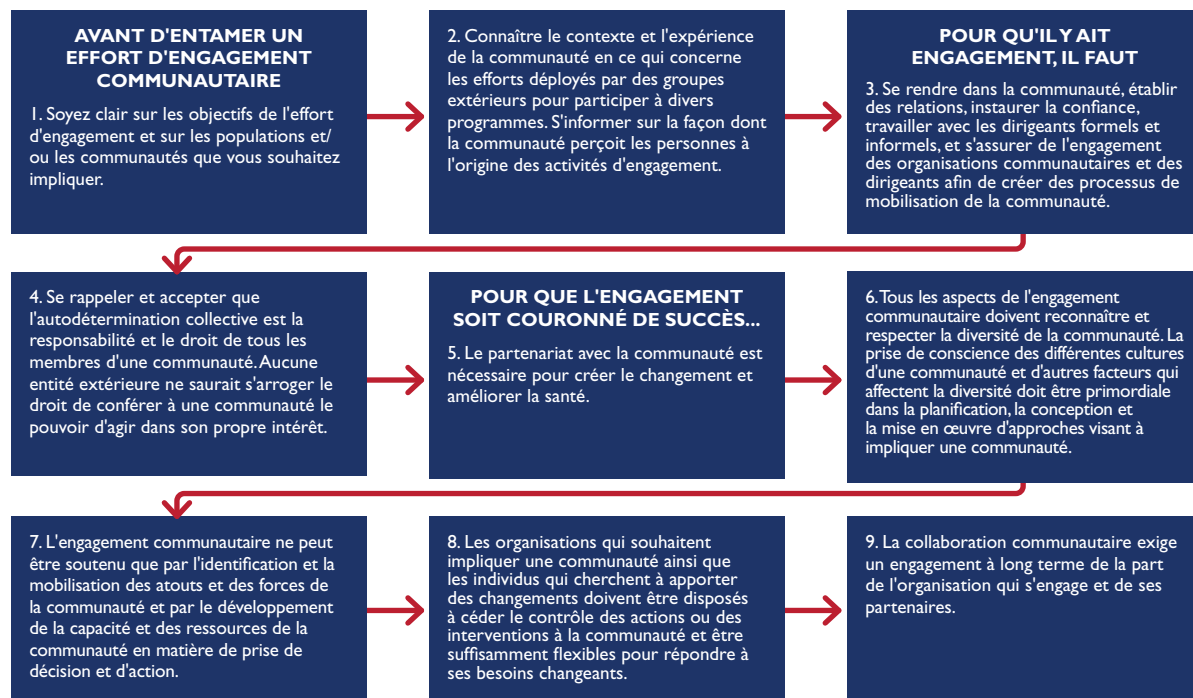 AVANT D'ENTAMER UN
EFFORT D'ENGAGEMENT
COMMUNAUTAIRE
1. Soyez clair sur les objectifs de l'effort
d'engagement et sur les populations et/
ou les communautés que vous souhaitez
impliquer.
2. Connaître le contexte et l'expérience
de la communauté en ce qui concerne
les efforts déployés par des groupes
extérieurs pour participer à divers
programmes. S'informer sur la façon dont
la communauté perçoit les personnes à
l'origine des activités d'engagement.
POUR QU'IL Y AIT
ENGAGEMENT, IL FAUT
3. Se rendre dans la communauté, établir
des relations, instaurer la confiance,
travailler avec les dirigeants formels et
informels, et s'assurer de l'engagement
des organisations communautaires et des
dirigeants afin de créer des processus de
mobilisation de la communauté.
4. Se rappeler et accepter que
l'autodétermination collective est la
responsabilité et le droit de tous les
membres d'une communauté. Aucune
entité extérieure ne saurait s'arroger le
droit de conférer à une communauté le
pouvoir d'agir dans son propre intérêt.
POUR QUE L'ENGAGEMENT
SOIT COURONNÉ DE SUCCÈS...
5. Le partenariat avec la communauté est
nécessaire pour créer le changement et
améliorer la santé.
6. Tous les aspects de l'engagement
communautaire doivent reconnaître et
respecter la diversité de la communauté. La
prise de conscience des différentes cultures
d'une communauté et d'autres facteurs qui
affectent la diversité doit être primordiale
dans la planification, la conception et
la mise en œuvre d'approches visant à
impliquer une communauté.
7. L'engagement communautaire ne peut
être soutenu que par l'identification et la
mobilisation des atouts et des forces de
la communauté et par le développement
de la capacité et des ressources de la
communauté en matière de prise de
décision et d'action.
8. Les organisations qui souhaitent
impliquer une communauté ainsi que
les individus qui cherchent à apporter
des changements doivent être disposés
à céder le contrôle des actions ou des
interventions à la communauté et être
suffisamment flexibles pour répondre à
ses besoins changeants.
9. La collaboration communautaire exige
un engagement à long terme de la part
de l'organisation qui s'engage et de ses
partenaires.